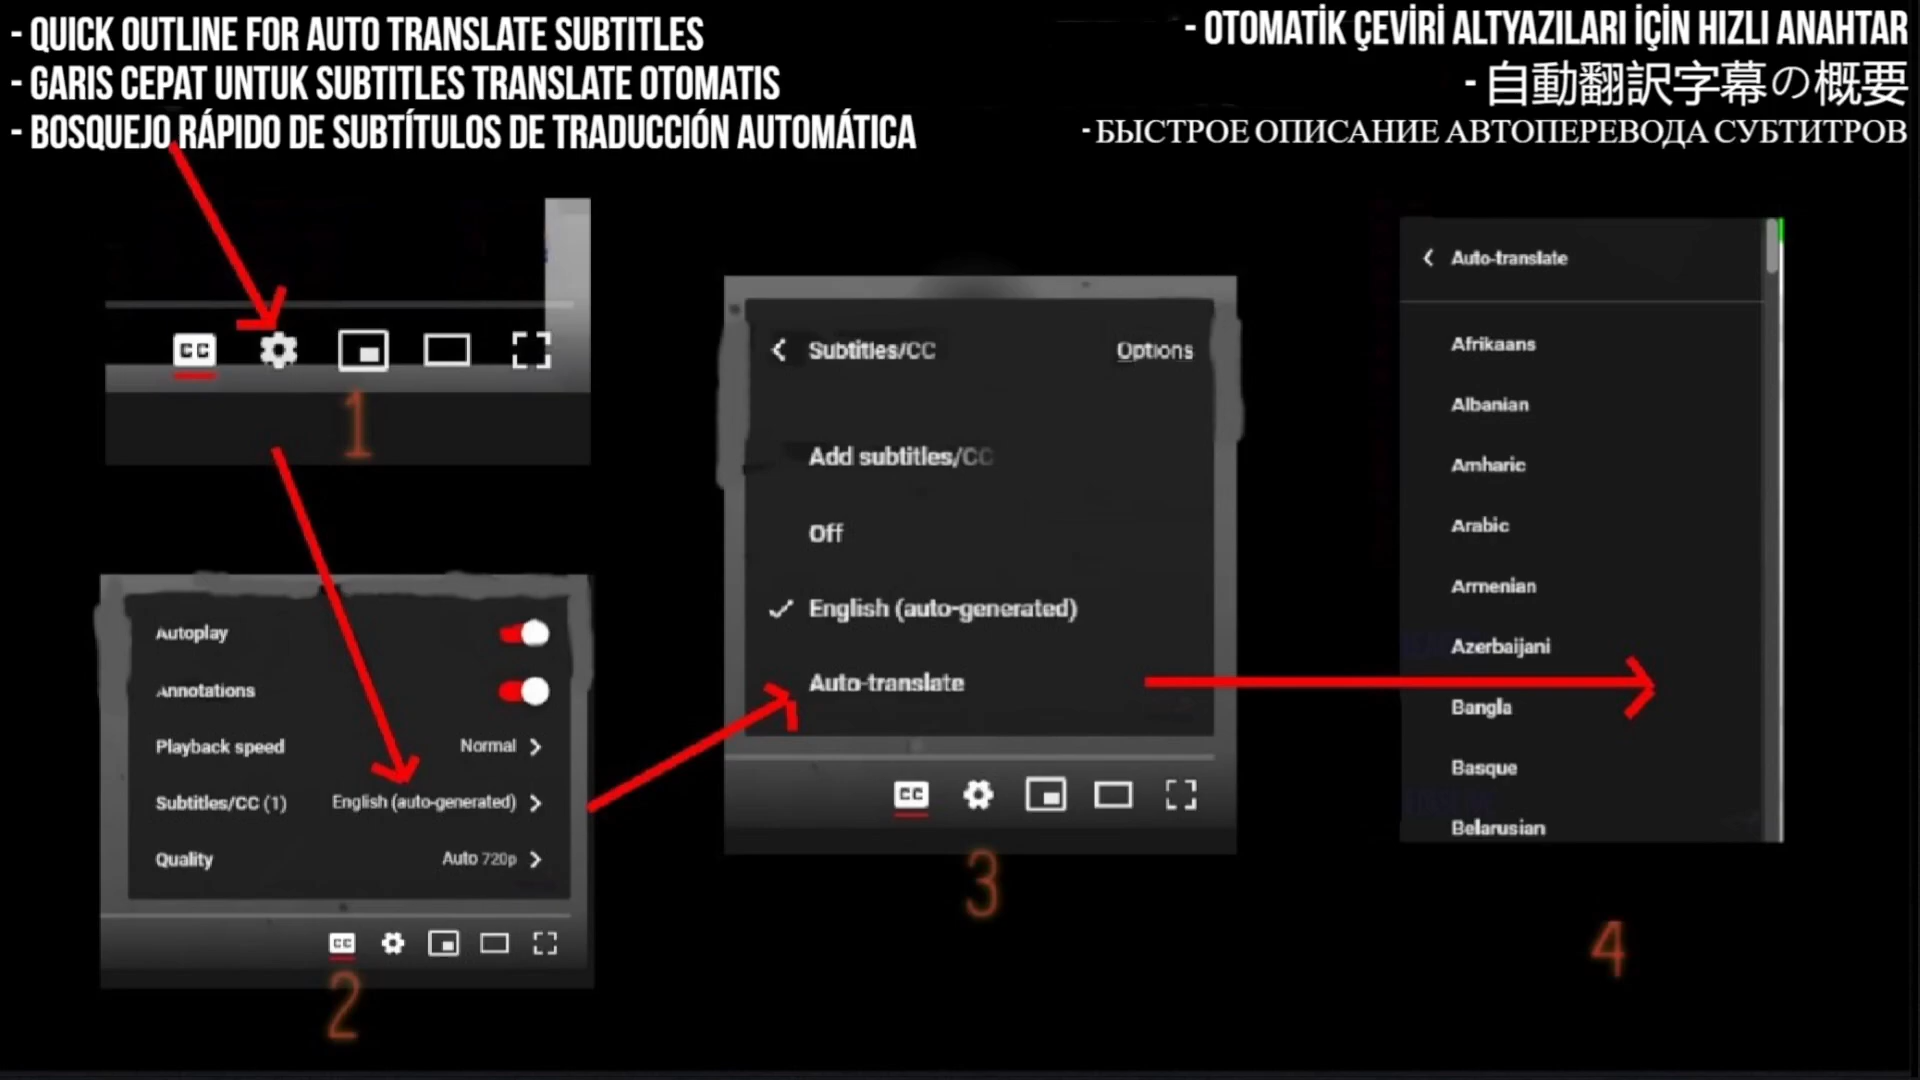 - QUICK OUTLINE FOR AUTO TRANSLATE SUBTITLES
- GARIS CEPAT UNTUK SUBTITLES TRANSLATE OTOMATIS
- BOSQUEJO RÁPIDO DE SUBTÍTULOS DE TRADUCCIÓN AUTOMÁTICA
- OTOMATİK ÇEVİRİ ALTYAZILARI İÇİN HIZLI ANAHTAR
- 自動翻訳字幕の概要
- БЫСТРОЕ ОПИСАНИЕ АВТОПЕРЕВОДА СУБТИТРОВ
CC
1
Autoplay
Annotations
Playback speed Normal
Subtitles/CC (1) English (auto-generated)
Quality Auto 720p
CC
2
Subtitles/CC Options
Add subtitles/CC
Off
English (auto-generated)
Auto-translate
CC
3
Auto-translate
Afrikaans
Albanian
Amharic
Arabic
Armenian
Azerbaijani
Bangla
Basque
Belarusian
4